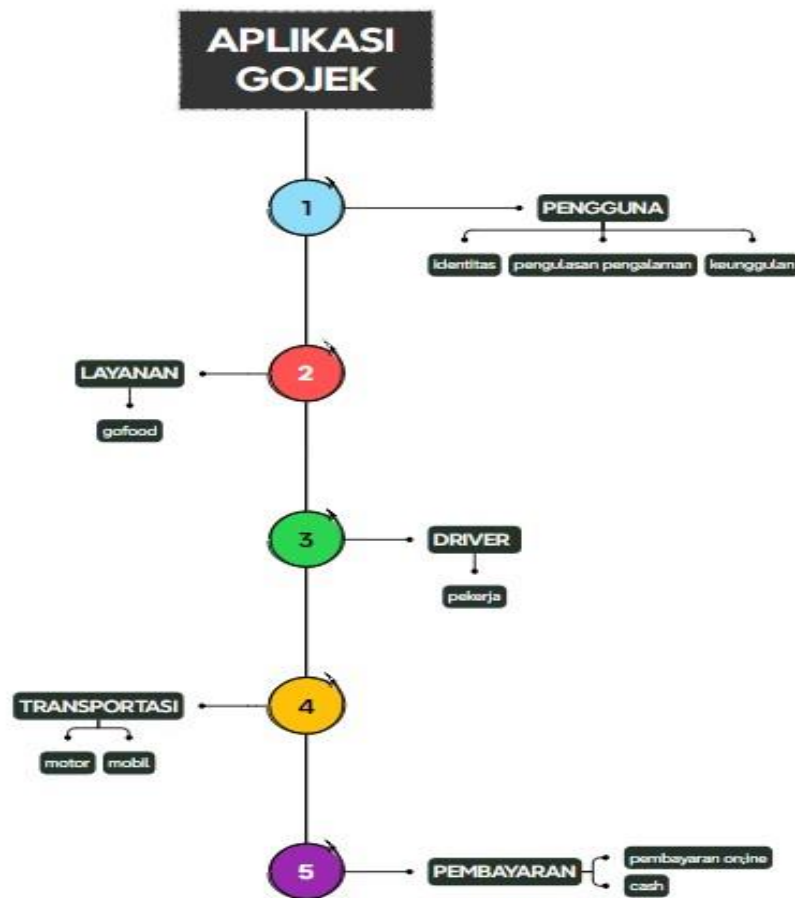 APLIKASI
GOJEK
1
PENGGUNA
identitas pengulasan pengalaman keunggulan
2
LAYANAN
gofood
3
DRIVER
pekerja
4
TRANSPORTASI
motor mobil
5
PEMBAYARAN
pembayaran on;ine
cash